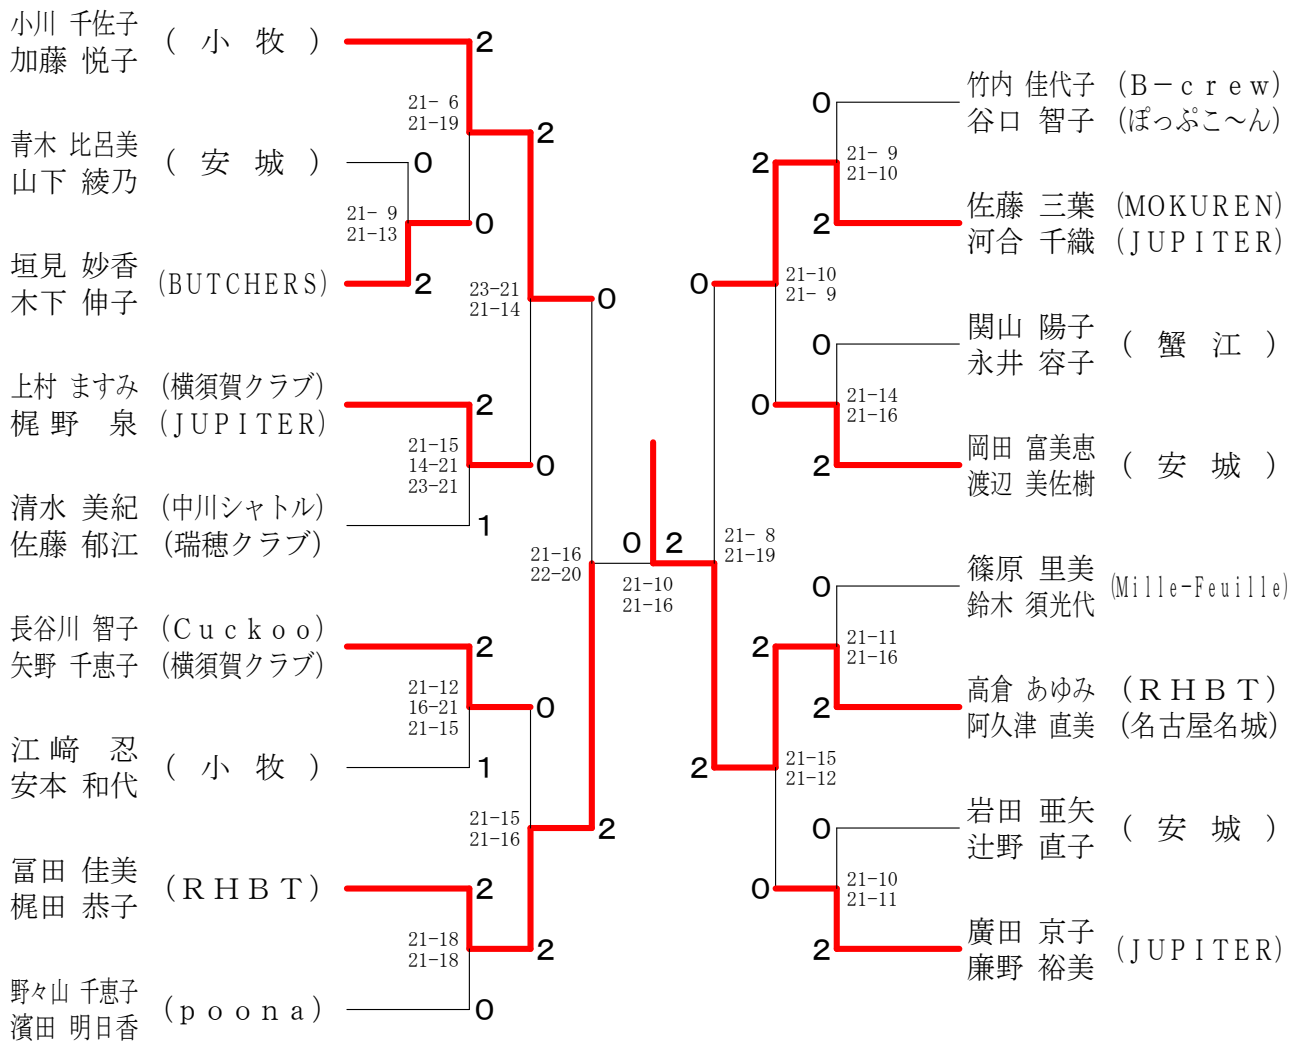 小川 千佐子
加藤 悦子
( 小 牧 )
2
21- 6
21-19
2
青木 比呂美
山下 綾乃
( 安 城 )
0
21- 9
21-13
0
垣見 妙香
木下 伸子
(BUTCHERS)
2
23-21
21-14
0
上村 ますみ (横須賀クラブ)
梶野 泉 (JUPITER)
2
21-15
14-21
23-21
0
清水 美紀 (中川シャトル)
佐藤 郁江 (瑞穂クラブ)
1
21-16
22-20
長谷川 智子 (Cuckoo)
矢野 千恵子 (横須賀クラブ)
2
21-12
16-21
21-15
0
江﨑 忍
安本 和代
( 小 牧 )
1
21-15
21-16
2
冨田 佳美
梶田 恭子
(RHBT)
2
21-18
21-18
2
野々山 千恵子
濱田 明日香
(poona)
0
0 2
21-10
21-16
竹内 佳代子 (B-crew)
谷口 智子 (ぽっぷこ~ん)
0
2
21- 9
21-10
佐藤 三葉 (MOKUREN)
河合 千織 (JUPITER)
2
0
21-10
21- 9
関山 陽子
永井 容子
( 蟹 江 )
0
0
21-14
21-16
岡田 富美恵
渡辺 美佐樹
( 安 城 )
2
21- 8
21-19
篠原 里美
鈴木 須光代
(Mille-Feuille)
0
2
21-11
21-16
高倉 あゆみ (RHBT)
阿久津 直美 (名古屋名城)
2
2
21-15
21-12
岩田 亜矢
辻野 直子
( 安 城 )
0
0
21-10
21-11
廣田 京子
廉野 裕美
(JUPITER)
2